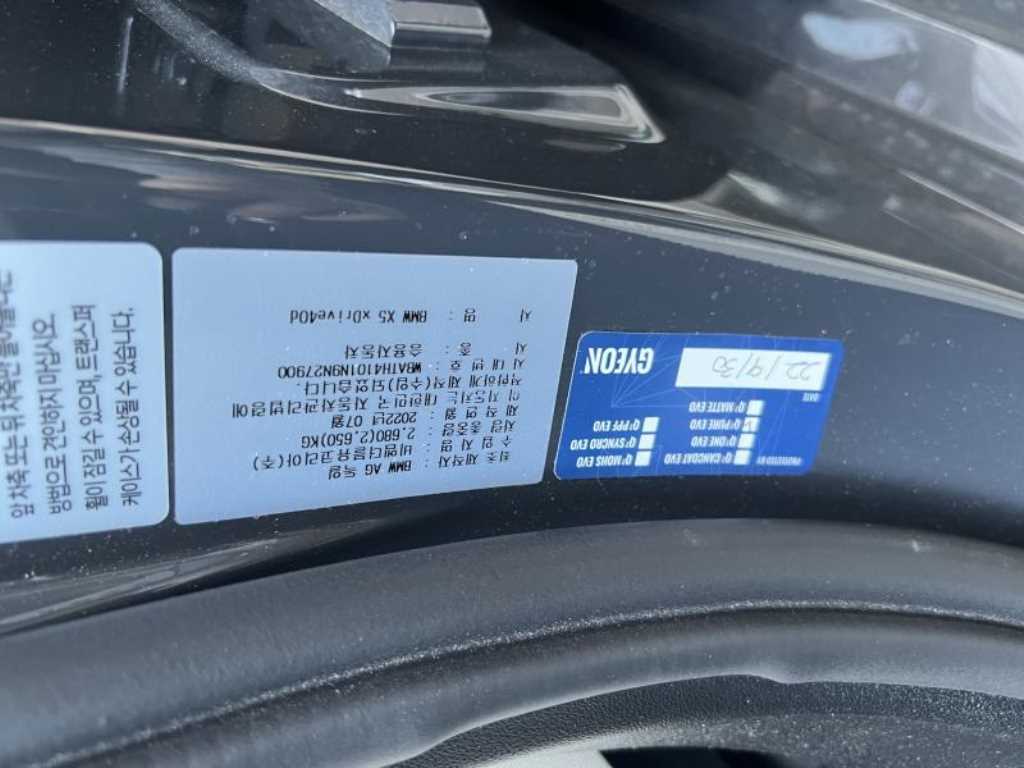 앞 차축 또는 뒤 차축만
방법으로 견인하지 마십시오.
휠이 잠길 수 있으며, 트랜스퍼
케이스가 손상될 수 있습니다.
최초 제작자 : BMW AG 독일
수 입 자 명 : 비엠더블유코리아(주)
차량 총중량 : 2,680(2,650)KG
제 작 연 월 : 2022년 07월
이 자동차는 대한민국 자동차관리법령에
적합하게 제작(수입)되었습니다.
차 대 번 호 : WBATH4101N9N27900
차 종 : 승용자동차
차 명 : BMW X5 xDrive40d
PROTECTED BY
Q² CANCOAT EVO
Q² MOHS EVO
Q² ONE EVO
Q² SYNCRO EVO
Q² PURE EVO
Q² PPF EVO
Q² MATTE EVO
DATE
22/9/30
GYEON